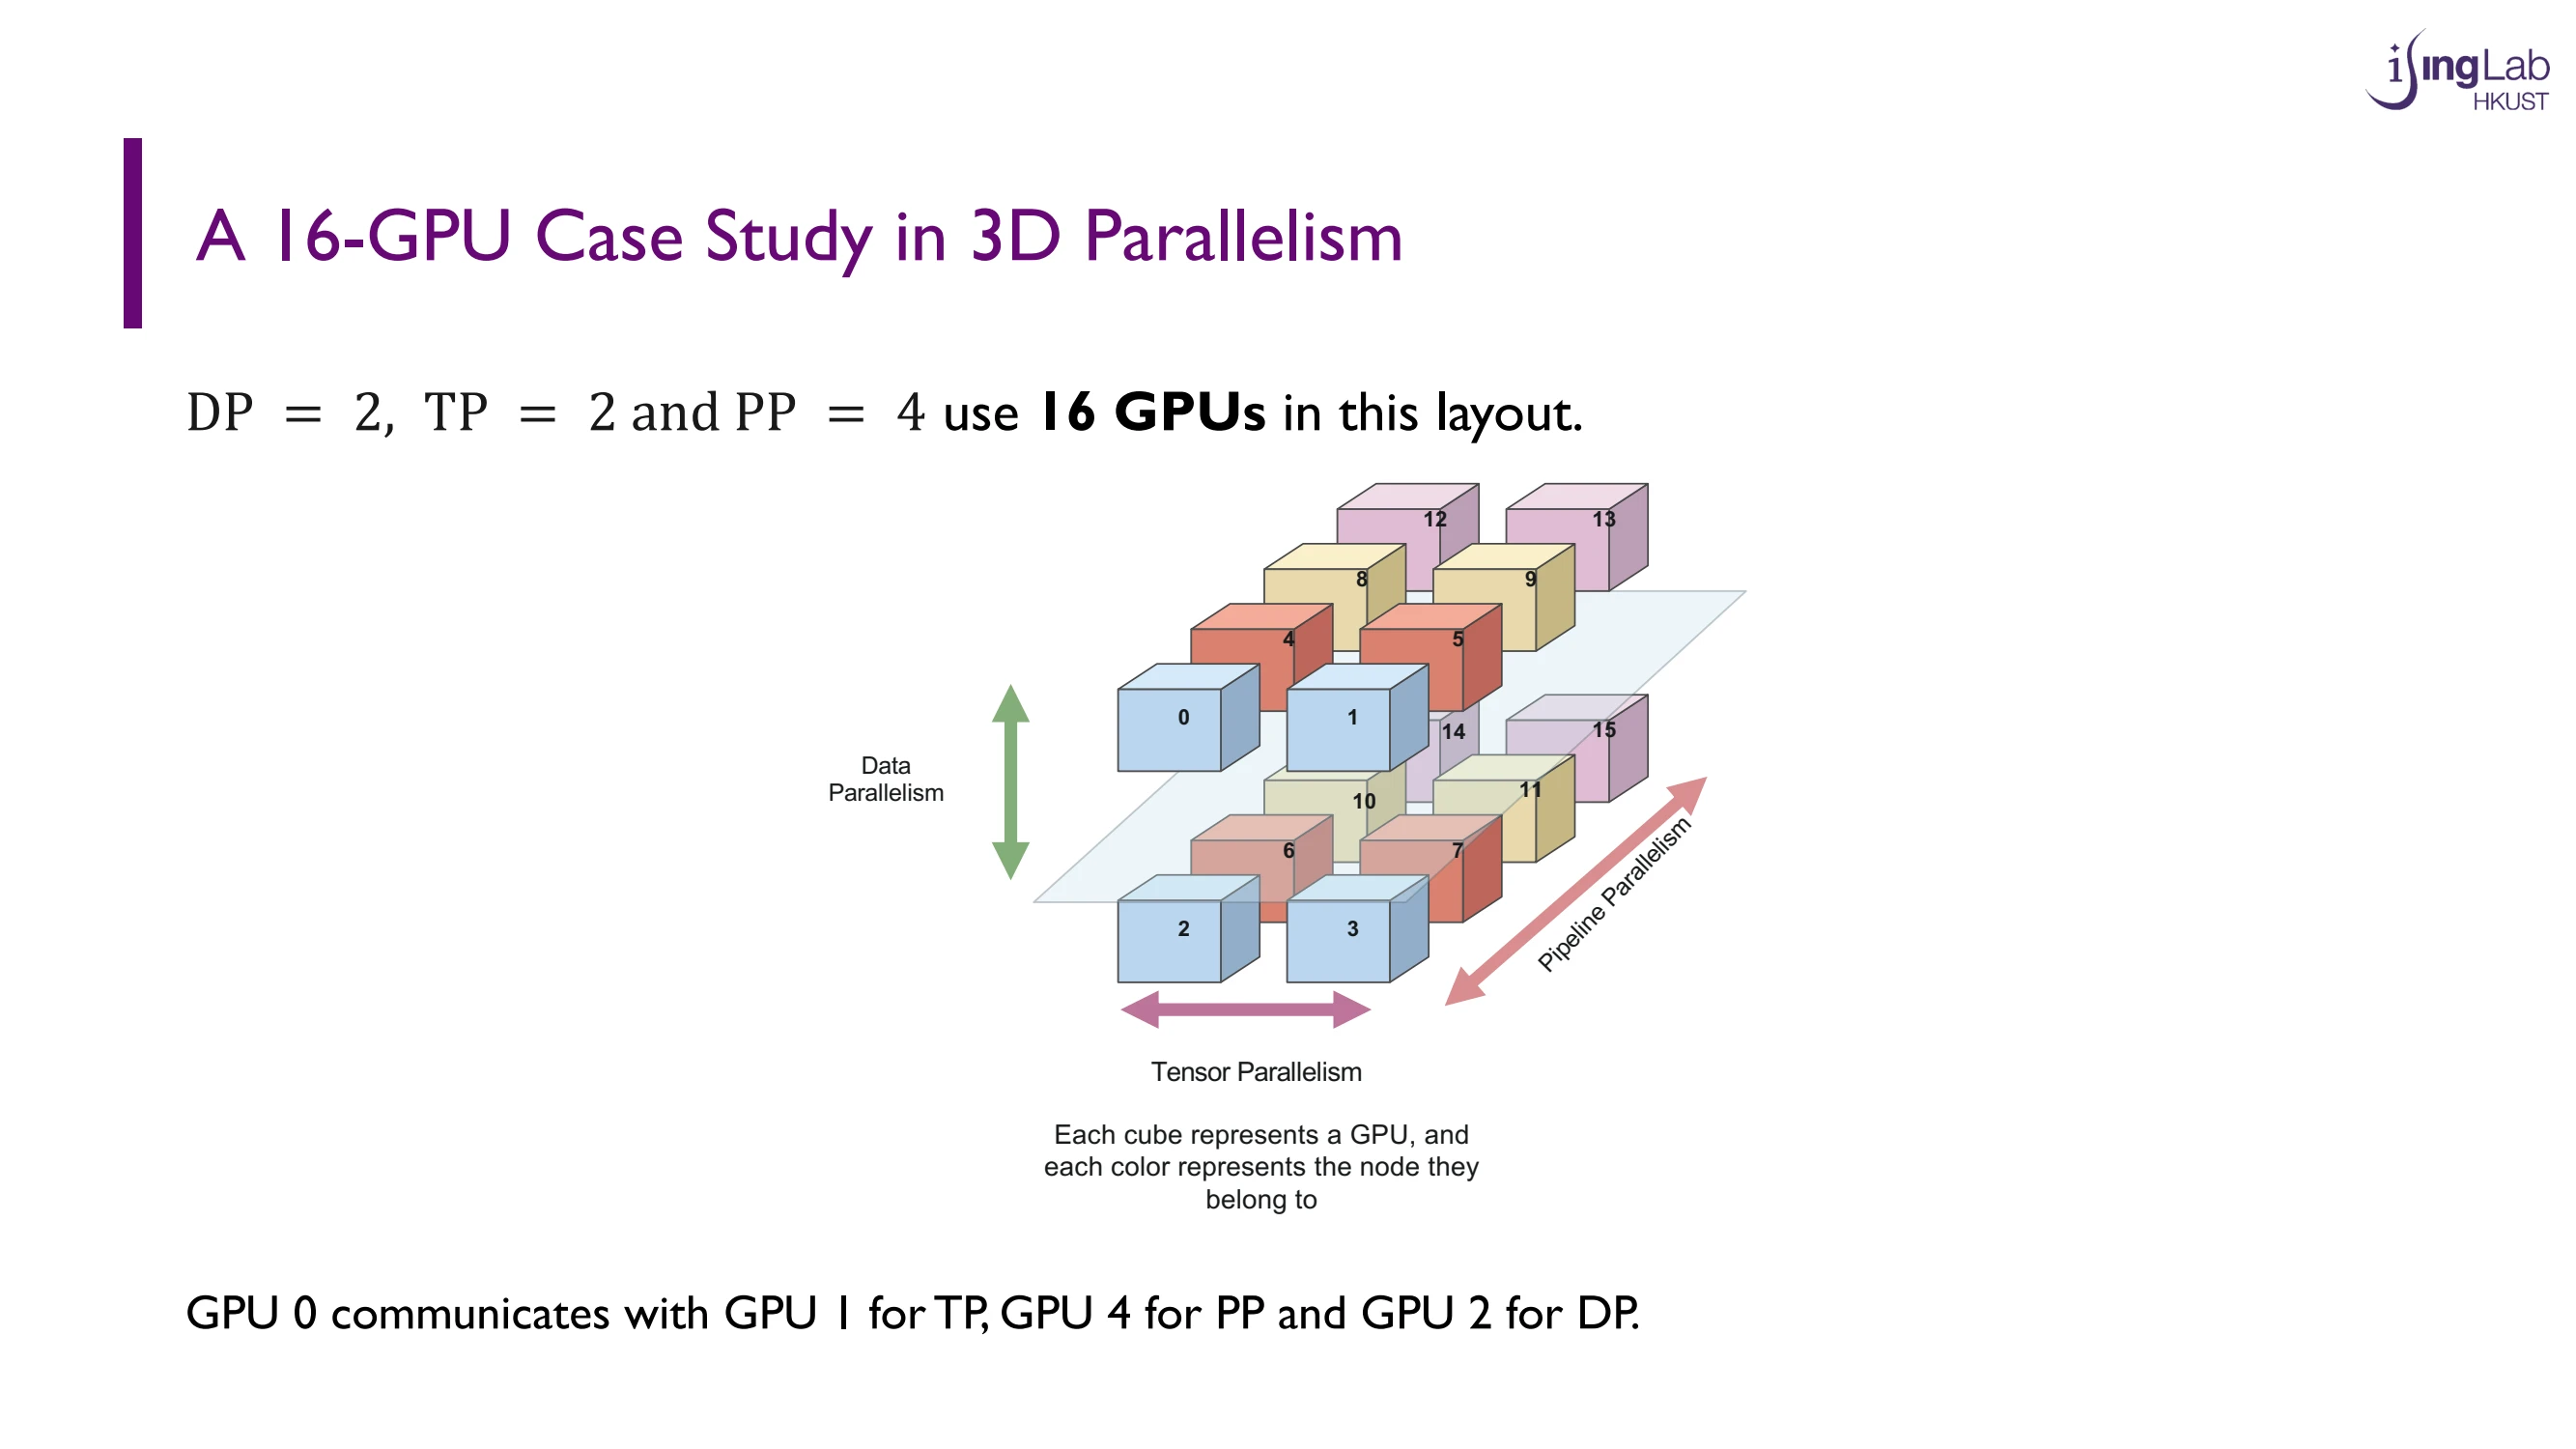 iSingLab
HKUST
A 16-GPU Case Study in 3D Parallelism
DP = 2, TP = 2 and PP = 4 use 16 GPUs in this layout.
12
13
8
9
4
5
0
1
14
15
10
11
6
7
2
3
Data
Parallelism
Pipeline Parallelism
Tensor Parallelism
Each cube represents a GPU, and
each color represents the node they
belong to
GPU 0 communicates with GPU 1 for TP, GPU 4 for PP and GPU 2 for DP.